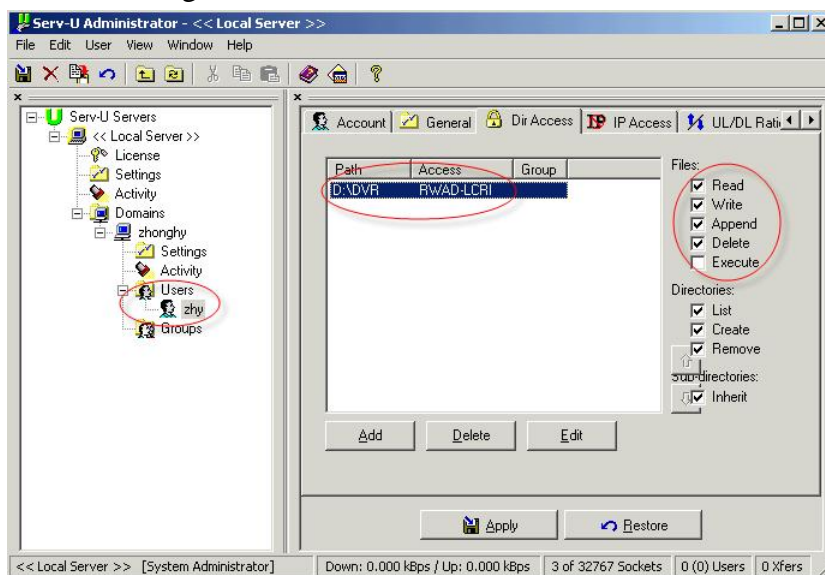 Serv-U Administrator - << Local Server >>
File Edit User View Window Help
Serv-U Servers
<< Local Server >>
License
Settings
Activity
Domains
zhonghy
Settings
Activity
Users
zhy
Groups
Account General Dir Access IP Access UL/DL Rati
Path Access Group
D:\DVR RWAD-LCRI
Files:
Read
Write
Append
Delete
Execute
Directories:
List
Create
Remove
Sub-directories:
Inherit
Add Delete Edit
Apply Restore
<< Local Server >> [System Administrator] Down: 0.000 kBps / Up: 0.000 kBps 3 of 32767 Sockets 0 (0) Users 0 Xfers